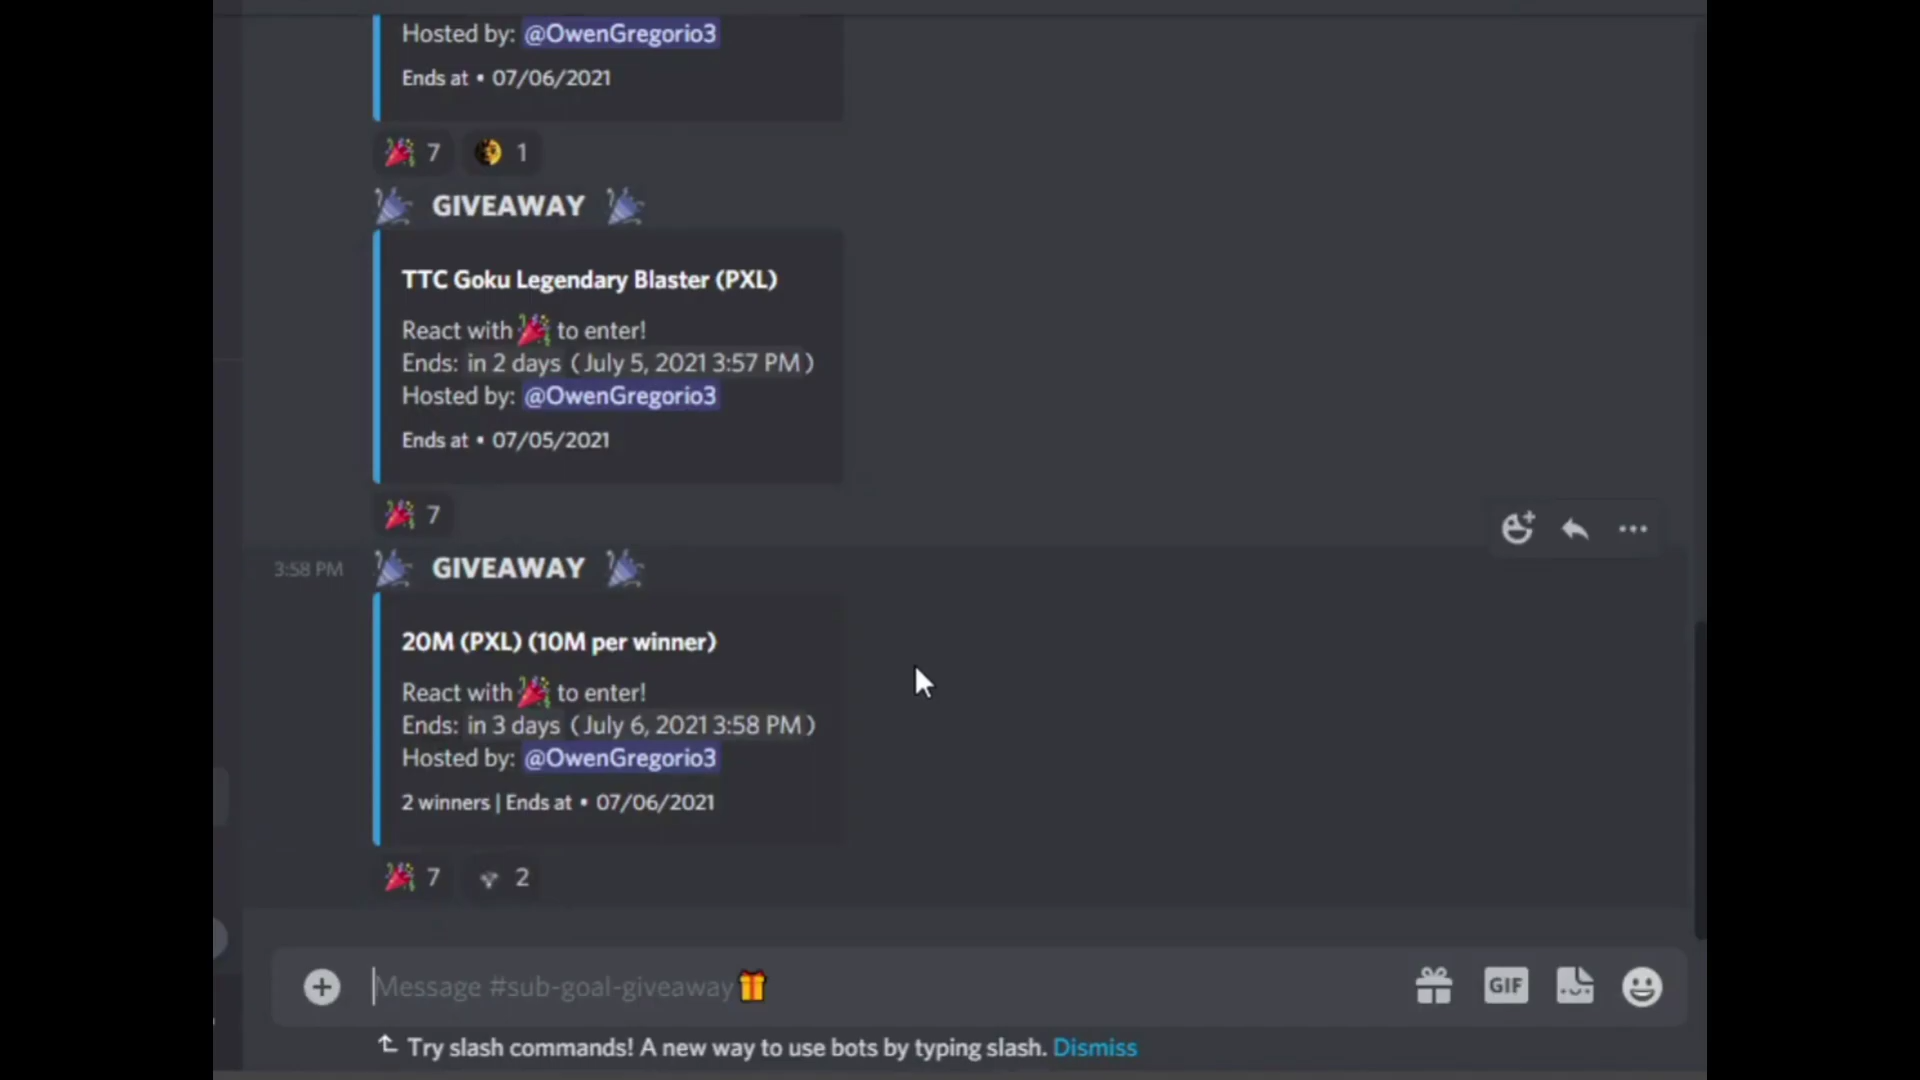 Hosted by: @OwenGregorio3
Ends at • 07/06/2021
7 1
GIVEAWAY
TTC Goku Legendary Blaster (PXL)
React with 🎉 to enter!
Ends: in 2 days (July 5, 2021 3:57 PM)
Hosted by: @OwenGregorio3
Ends at • 07/05/2021
7
3:58 PM GIVEAWAY
20M (PXL) (10M per winner)
React with 🎉 to enter!
Ends: in 3 days (July 6, 2021 3:58 PM)
Hosted by: @OwenGregorio3
2 winners | Ends at • 07/06/2021
7 2
Message #sub-goal-giveaway🎁 GIF
Try slash commands! A new way to use bots by typing slash. Dismiss